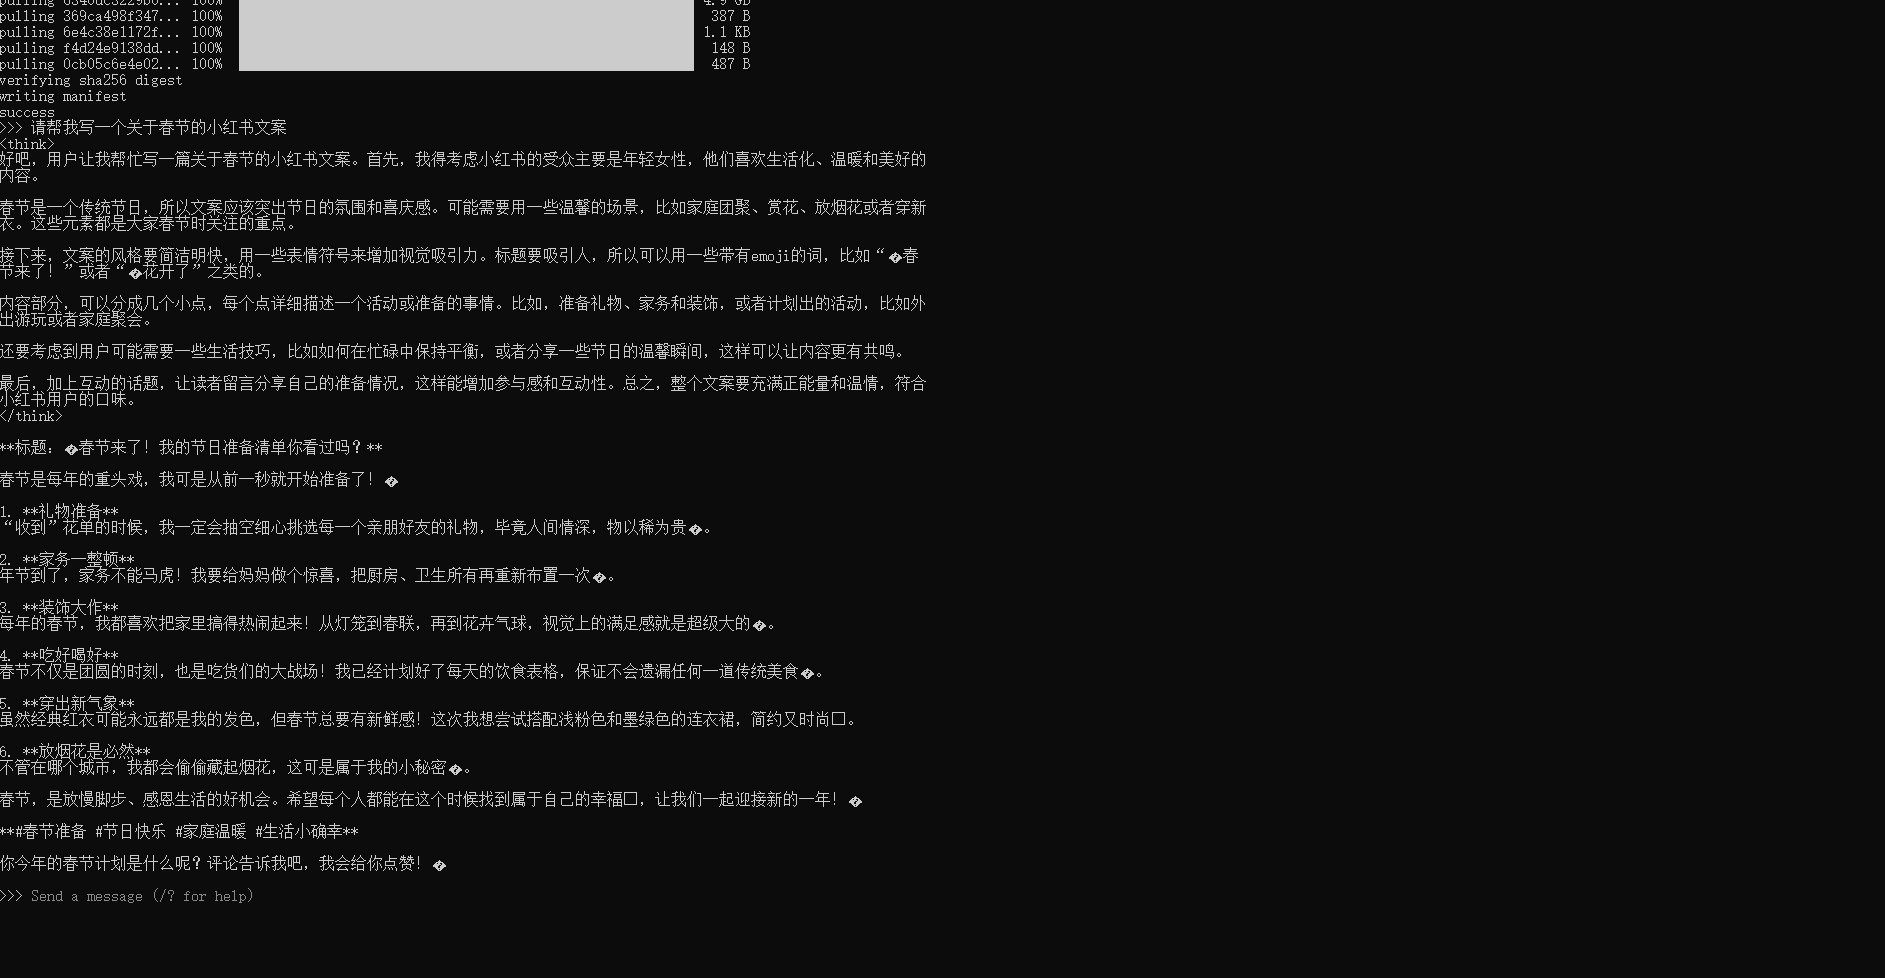 pulling 6340dc3229b0... 100% 4.9 GB
pulling 369ca498f347... 100% 387 B
pulling 6e4c38e1172f... 100% 1.1 KB
pulling f4d24e9138dd... 100% 148 B
pulling 0cb05c6e4e02... 100% 487 B
verifying sha256 digest
writing manifest
success
>>> 请帮我写一个关于春节的小红书文案
<think>
好吧，用户让我帮忙写一篇关于春节的小红书文案。首先，我得考虑小红书的受众主要是年轻女性，他们喜欢生活化、温暖和美好的
内容。
春节是一个传统节日，所以文案应该突出节日的氛围和喜庆感。可能需要用一些温馨的场景，比如家庭团聚、赏花、放烟花或者穿新
衣。这些元素都是大家春节时关注的重点。
接下来，文案的风格要简洁明快，用一些表情符号来增加视觉吸引力。标题要吸引人，所以可以用一些带有emoji的词，比如“�春
节来了！”或者“�花开了”之类的。
内容部分，可以分成几个小点，每个点详细描述一个活动或准备的事情。比如，准备礼物、家务和装饰，或者计划出的活动，比如外
出游玩或者家庭聚会。
还要考虑到用户可能需要一些生活技巧，比如如何在忙碌中保持平衡，或者分享一些节日的温馨瞬间，这样可以让内容更有共鸣。
最后，加上互动的话题，让读者留言分享自己的准备情况，这样能增加参与感和互动性。总之，整个文案要充满正能量和温情，符合
小红书用户的口味。
</think>
**标题：�春节来了！我的节日准备清单你看过吗？**
春节是每年的重头戏，我可是从前一秒就开始准备了！�
1. **礼物准备**
“收到”花单的时候，我一定会抽空细心挑选每一个亲朋好友的礼物，毕竟人间情深，物以稀为贵�。
2. **家务一整顿**
年节到了，家务不能马虎！我要给妈妈做个惊喜，把厨房、卫生所有再重新布置一次�。
3. **装饰大作**
每年的春节，我都喜欢把家里搞得热闹起来！从灯笼到春联，再到花卉气球，视觉上的满足感就是超级大的�。
4. **吃好喝好**
春节不仅是团圆的时刻，也是吃货们的大战场！我已经计划好了每天的饮食表格，保证不会遗漏任何一道传统美食�。
5. **穿出新气象**
虽然经典红衣可能永远都是我的发色，但春节总要有新鲜感！这次我想尝试搭配浅粉色和墨绿色的连衣裙，简约又时尚□。
6. **放烟花是必然**
不管在哪个城市，我都会偷偷藏起烟花，这可是属于我的小秘密�。
春节，是放慢脚步、感恩生活的好机会。希望每个人都能在这个时候找到属于自己的幸福□，让我们一起迎接新的一年！�
**#春节准备 #节日快乐 #家庭温暖 #生活小确幸**
你今年的春节计划是什么呢？评论告诉我吧，我会给你点赞！�
>>> Send a message (/? for help)